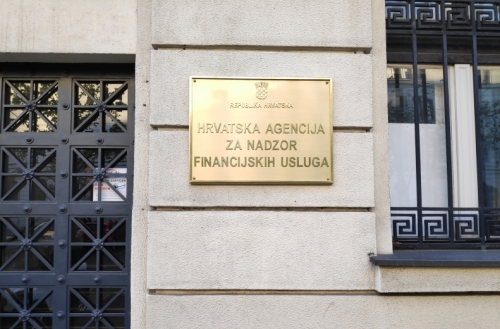 REPUBLIKA HRVATSKA
HRVATSKA AGENCIJA
ZA NADZOR
FINANCIJSKIH USLUGA